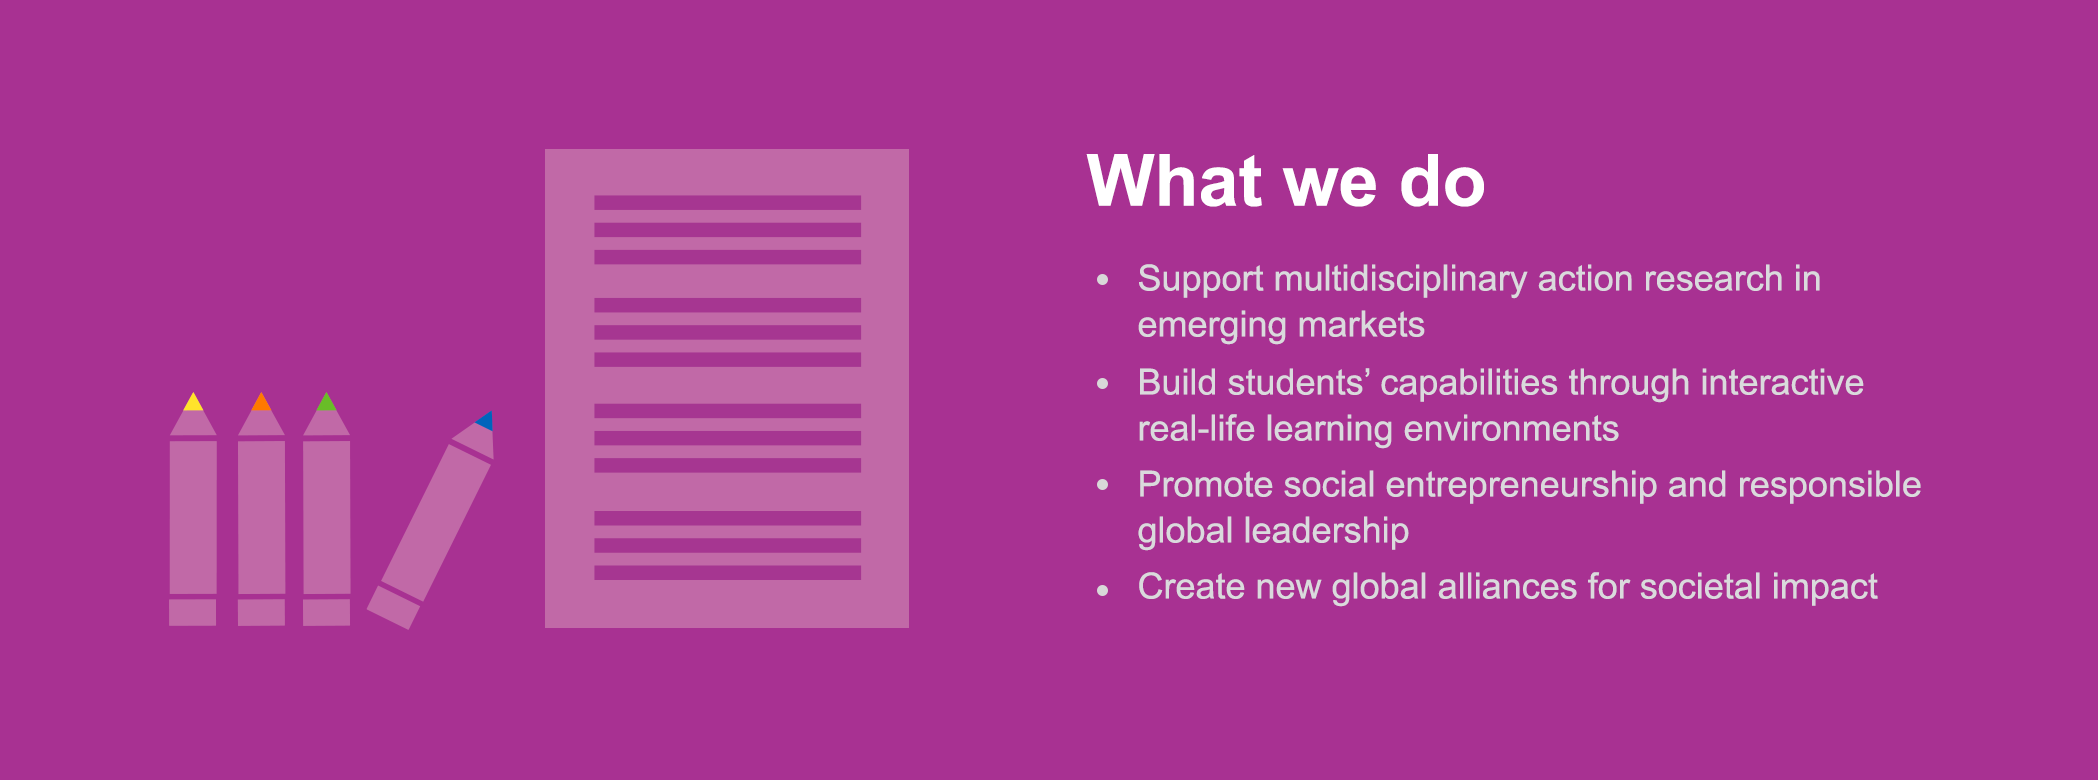 What we do
• Support multidisciplinary action research in
emerging markets
• Build students’ capabilities through interactive
real-life learning environments
• Promote social entrepreneurship and responsible
global leadership
• Create new global alliances for societal impact